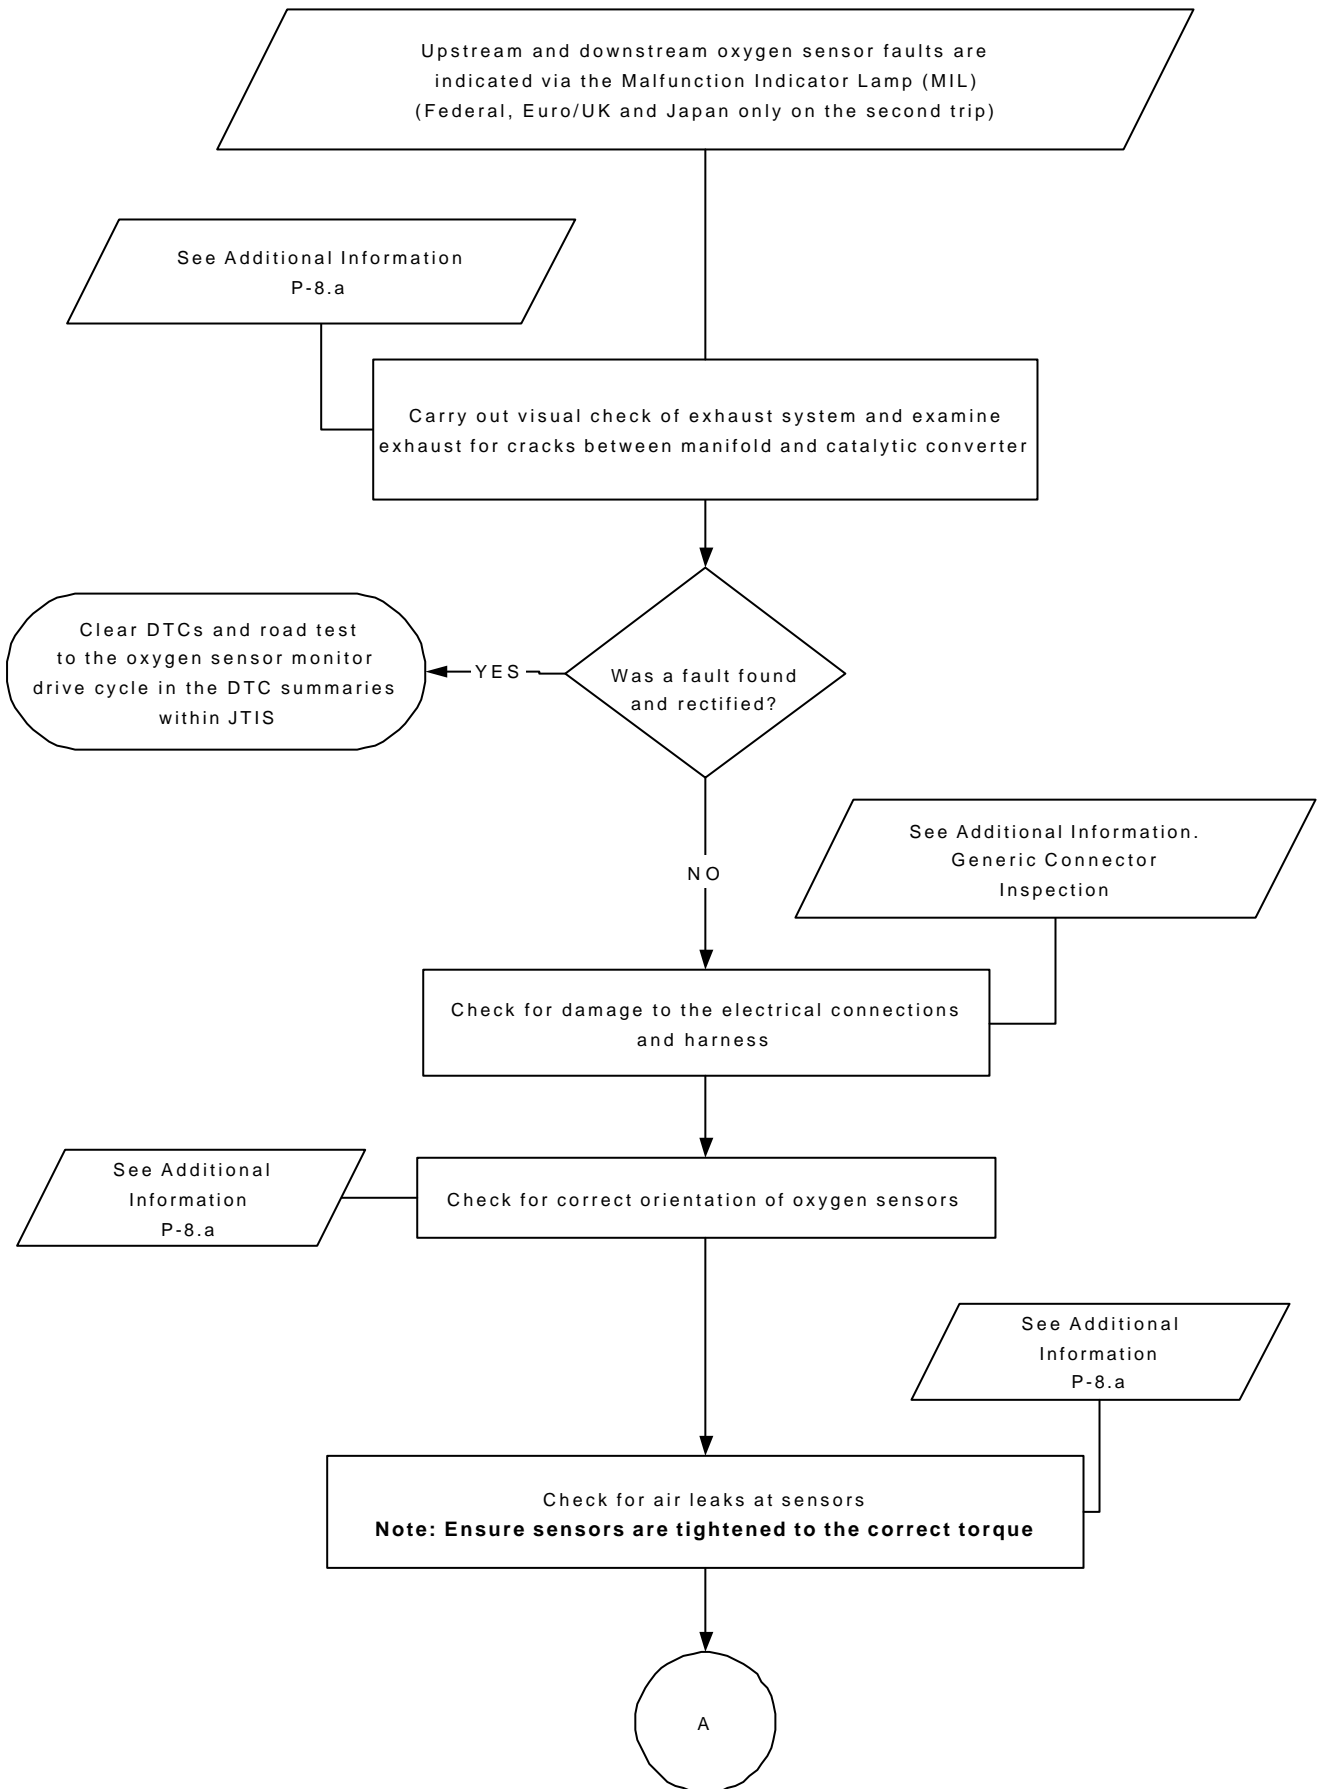 Upstream and downstream oxygen sensor faults are
indicated via the Malfunction Indicator Lamp (MIL)
(Federal, Euro/UK and Japan only on the second trip)
See Additional Information
P-8.a
Carry out visual check of exhaust system and examine
exhaust for cracks between manifold and catalytic converter
Clear DTCs and road test
to the oxygen sensor monitor
drive cycle in the DTC summaries
within JTIS
YES
Was a fault found
and rectified?
NO
See Additional Information.
Generic Connector
Inspection
Check for damage to the electrical connections
and harness
See Additional
Information
P-8.a
Check for correct orientation of oxygen sensors
See Additional
Information
P-8.a
Check for air leaks at sensors
Note: Ensure sensors are tightened to the correct torque
A